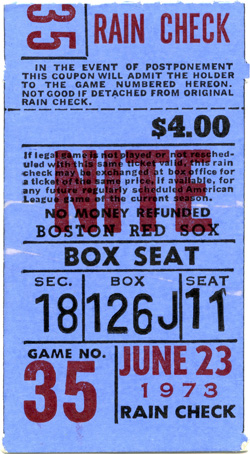 35 RAIN CHECK
IN THE EVENT OF POSTPONEMENT
THIS COUPON WILL ADMIT THE HOLDER
TO THE GAME NUMBERED HEREON.
NOT GOOD IF DETACHED FROM ORIGINAL
RAIN CHECK.
$4.00
If legal game is not played or not resched-
uled with this same ticket valid, this rain
check may be exchanged at box office for
a ticket of the same price, if available, for
any future regularly scheduled American
League game of the current season.
NITE
NO MONEY REFUNDED
BOSTON RED SOX
BOX SEAT
SEC. BOX SEAT
18 126J 11
GAME NO.
35
JUNE 23
1973
RAIN CHECK